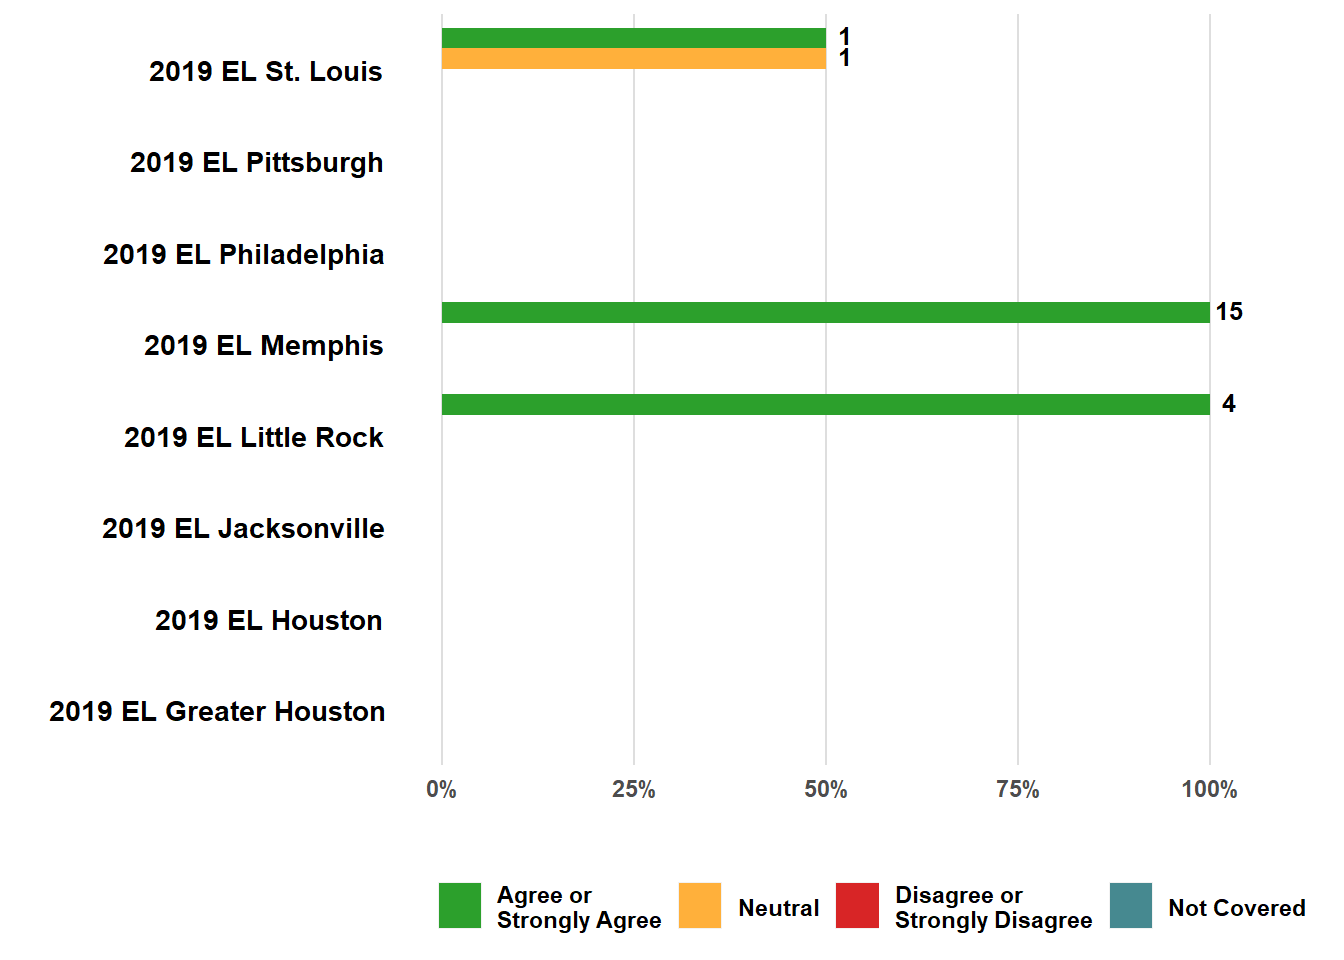 1
1
2019 EL St. Louis
2019 EL Pittsburgh
2019 EL Philadelphia
15
2019 EL Memphis
4
2019 EL Little Rock
2019 EL Jacksonville
2019 EL Houston
2019 EL Greater Houston
0% 25% 50% 75% 100%
Agree or
Strongly Agree
Neutral
Disagree or
Strongly Disagree
Not Covered